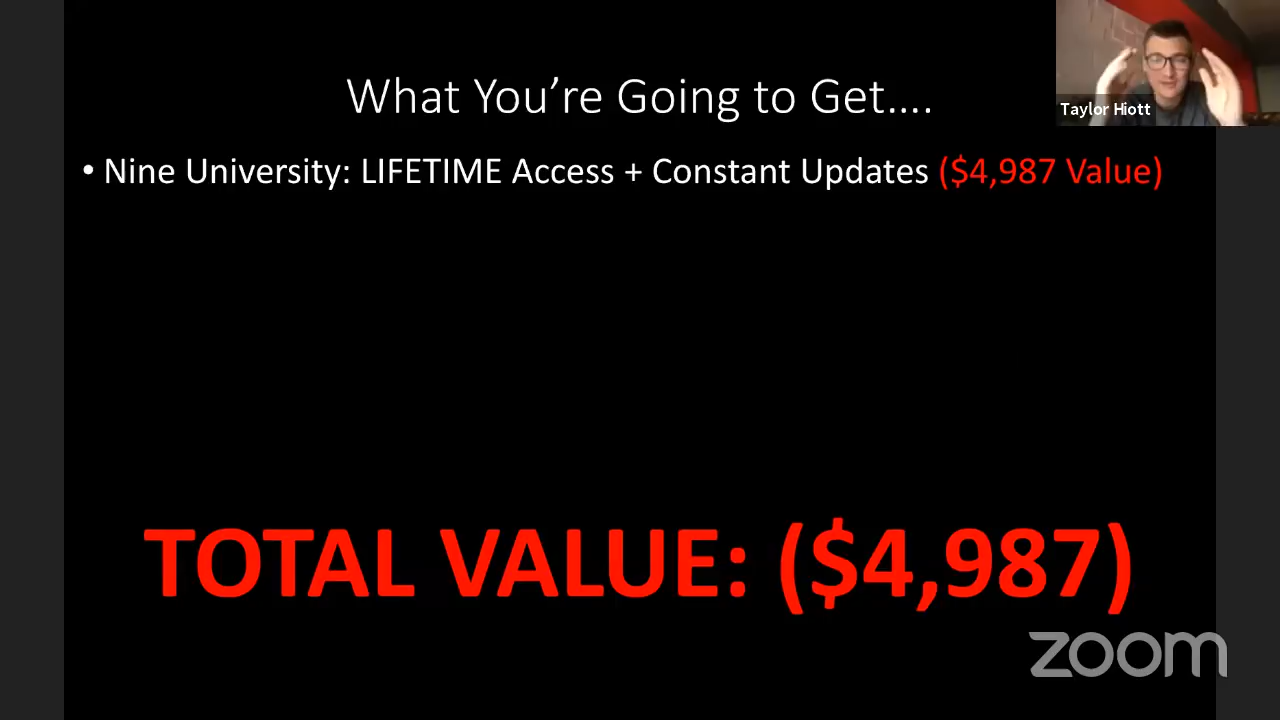 What You’re Going to Get….
Taylor Hiott
• Nine University: LIFETIME Access + Constant Updates ($4,987 Value)
TOTAL VALUE: ($4,987)
zoom